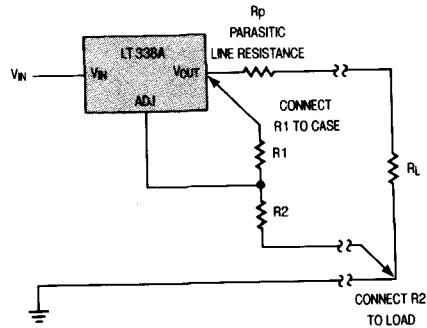 Rp
PARASITIC
LINE RESISTANCE
LT338A
VIN
VIN
VOUT
ADJ
CONNECT
R1 TO CASE
R1
RL
R2
CONNECT R2
TO LOAD